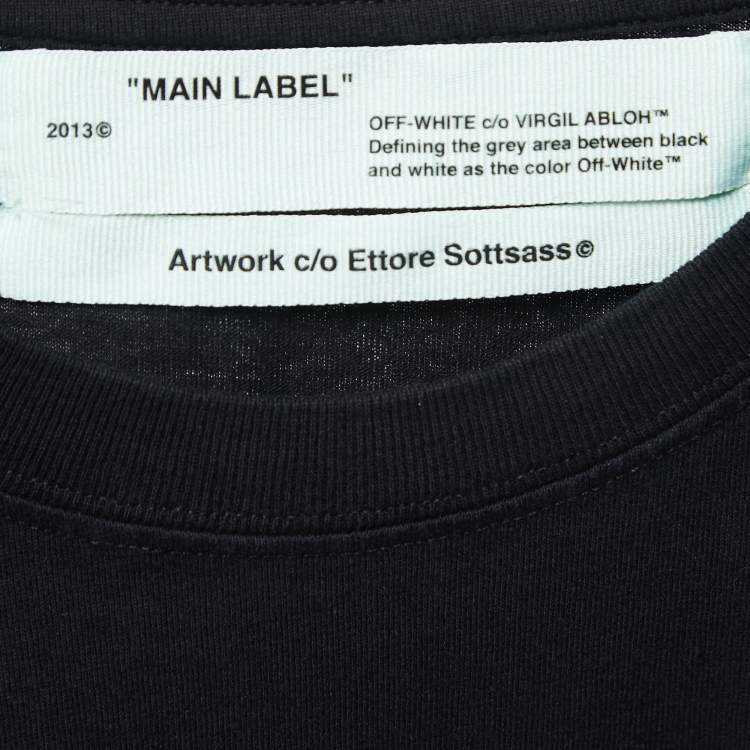 "MAIN LABEL"
2013©
OFF-WHITE c/o VIRGIL ABLOH™
Defining the grey area between black
and white as the color Off-White™
Artwork c/o Ettore Sottsass©